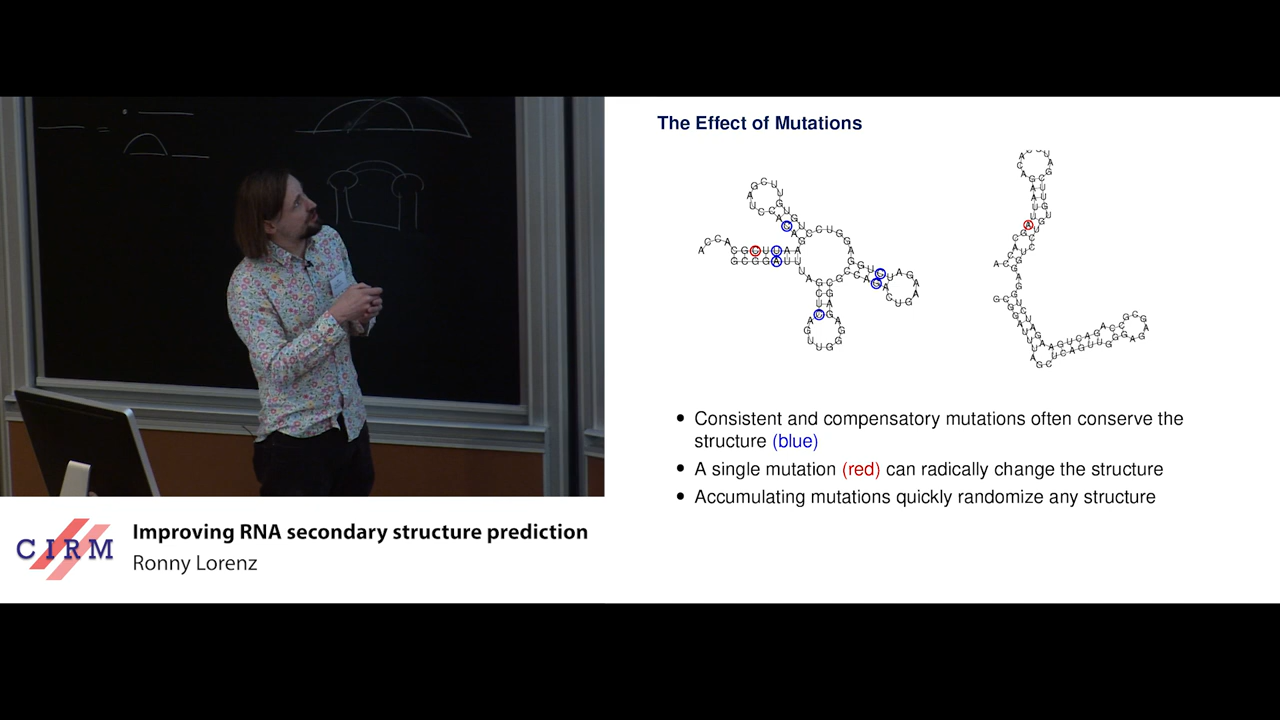 The Effect of Mutations
• Consistent and compensatory mutations often conserve the
structure (blue)
• A single mutation (red) can radically change the structure
• Accumulating mutations quickly randomize any structure
CIRM
Improving RNA secondary structure prediction
Ronny Lorenz